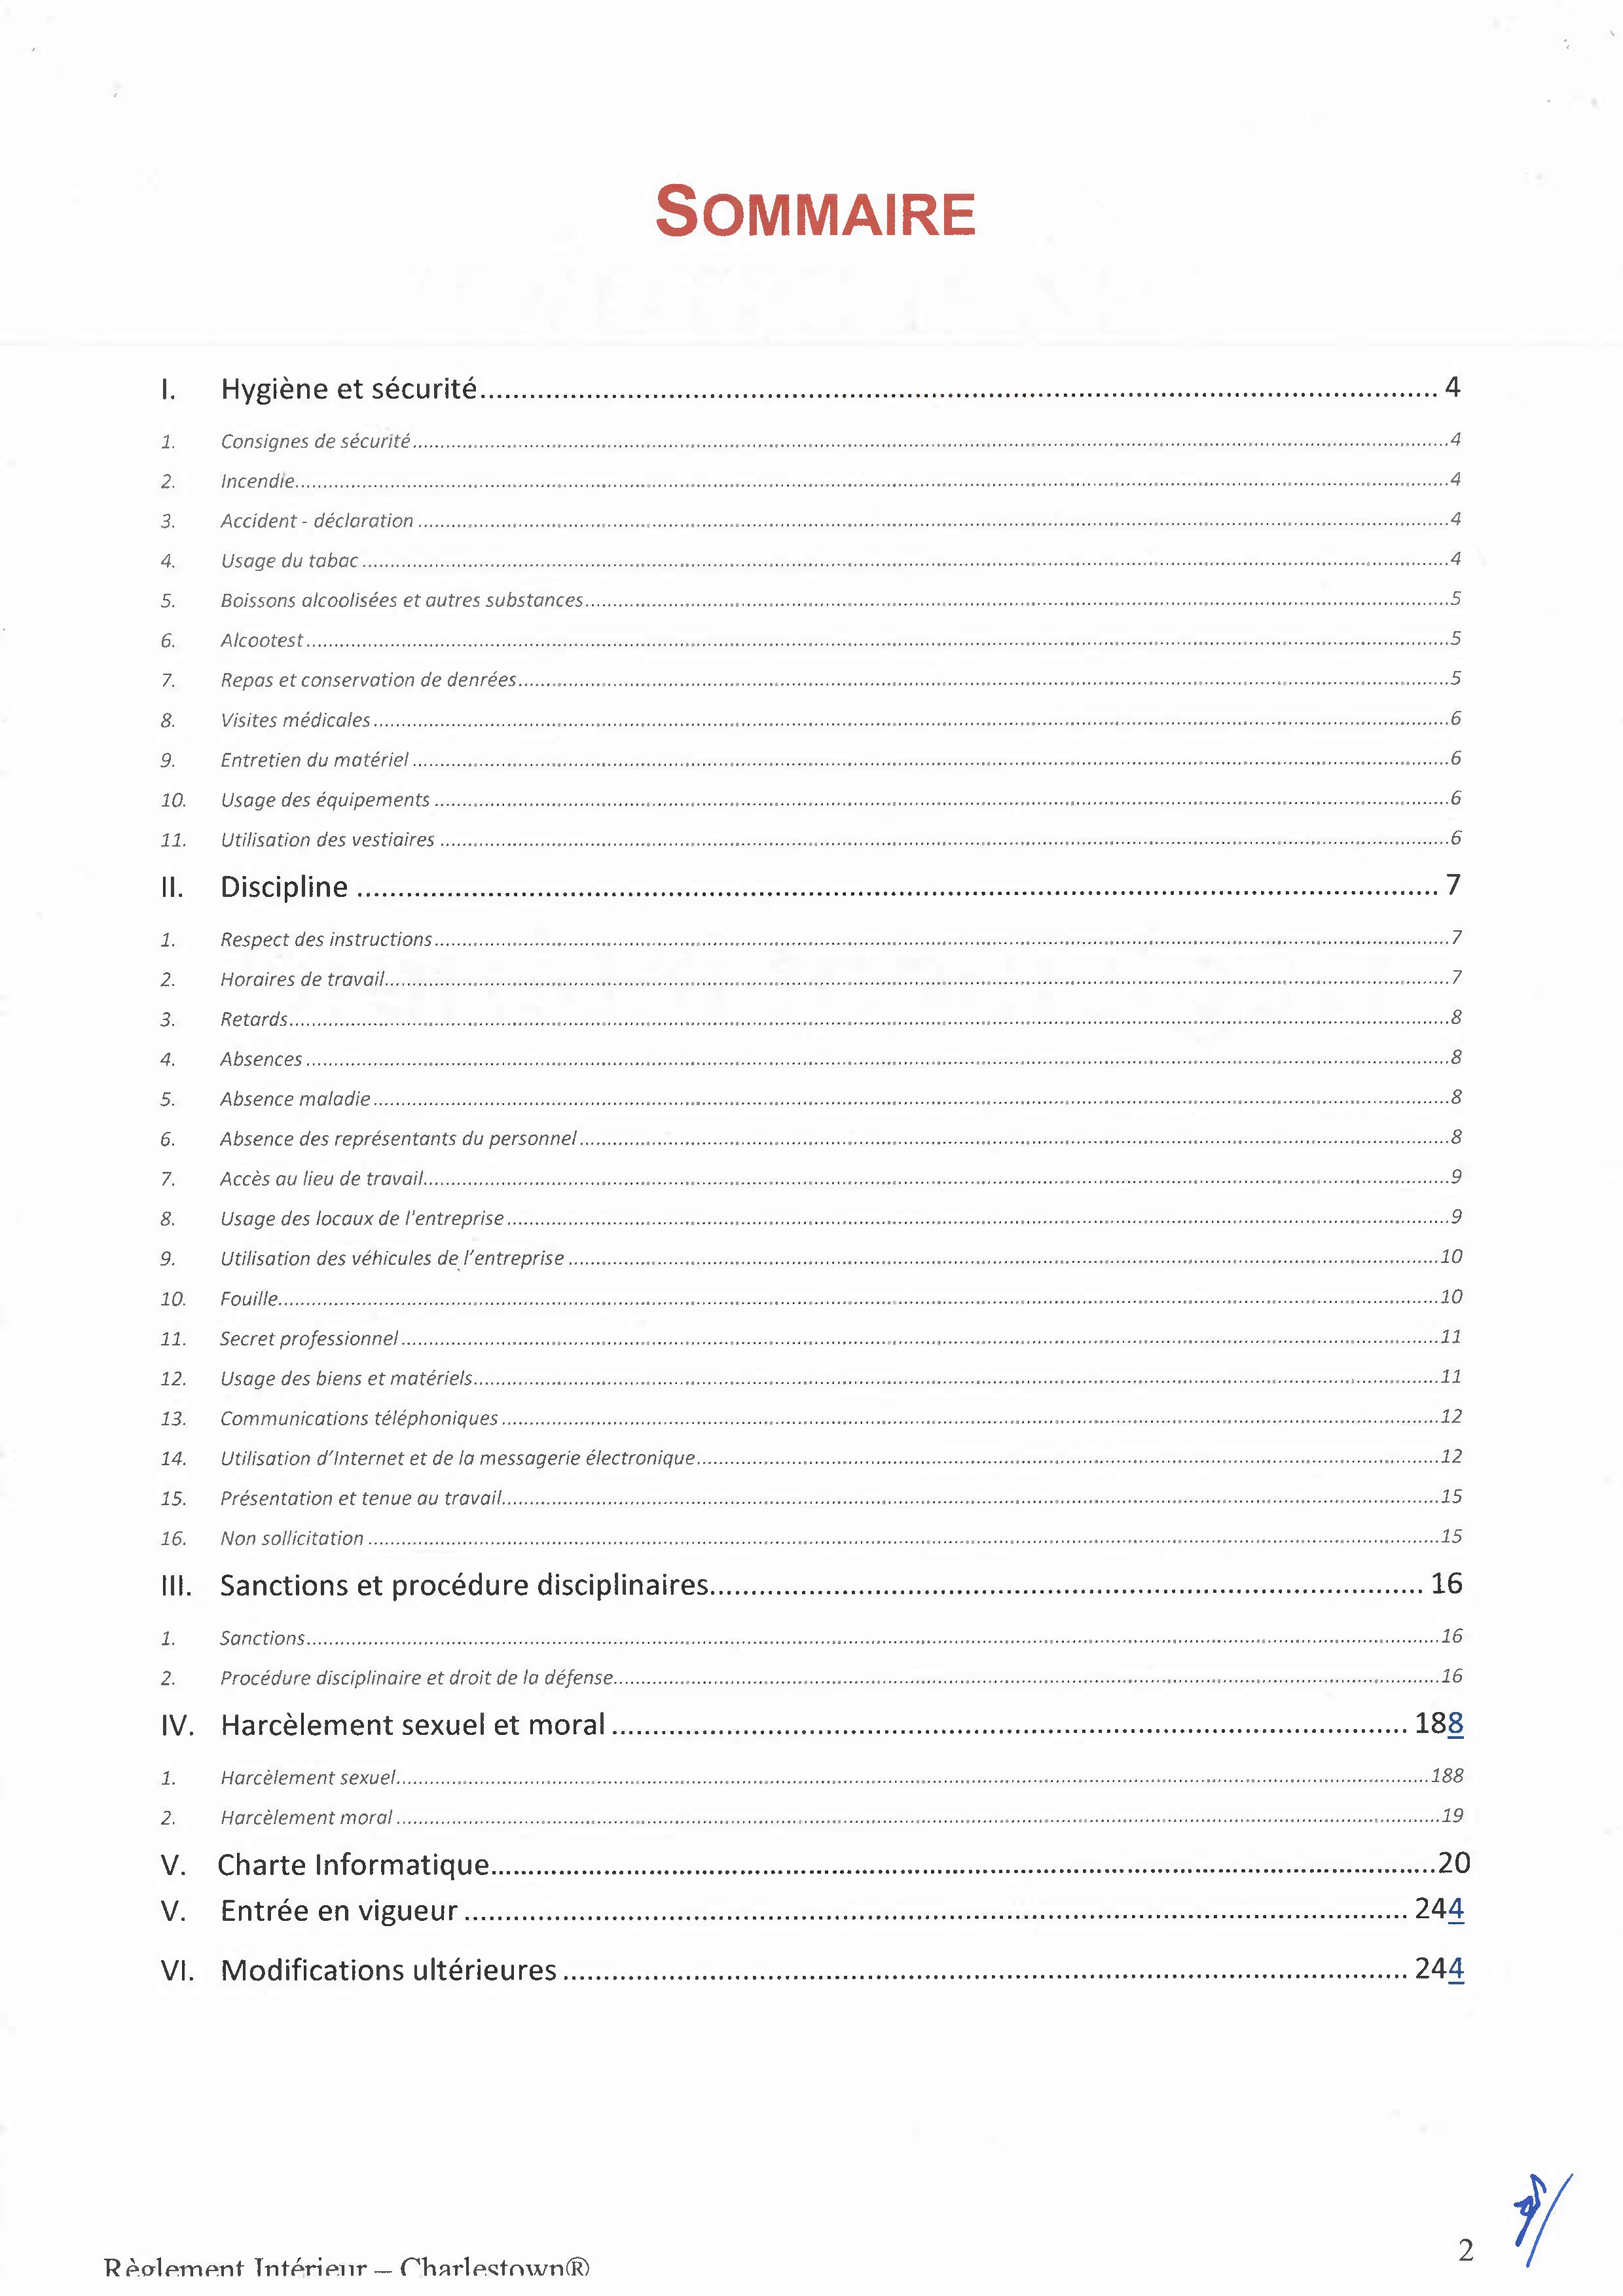 SOMMAIRE
I. Hygiène et sécurité 4
1. Consignes de sécurité 4
2. Incendie 4
3. Accident - déclaration 4
4. Usage du tabac 4
5. Boissons alcoolisées et autres substances 5
6. Alcootest 5
7. Repas et conservation de denrées 5
8. Visites médicales 6
9. Entretien du matériel 6
10. Usage des équipements 6
11. Utilisation des vestiaires 6
II. Discipline 7
1. Respect des instructions 7
2. Horaires de travail 7
3. Retards 8
4. Absences 8
5. Absence maladie 8
6. Absence des représentants du personnel 8
7. Accès au lieu de travail 9
8. Usage des locaux de l'entreprise 9
9. Utilisation des véhicules de l'entreprise 10
10. Fouille 10
11. Secret professionnel 11
12. Usage des biens et matériels 11
13. Communications téléphoniques 12
14. Utilisation d'Internet et de la messagerie électronique 12
15. Présentation et tenue au travail 15
16. Non sollicitation 15
III. Sanctions et procédure disciplinaires 16
1. Sanctions 16
2. Procédure disciplinaire et droit de la défense 16
IV. Harcèlement sexuel et moral 188
1. Harcèlement sexuel 188
2. Harcèlement moral 19
V. Charte Informatique 20
V. Entrée en vigueur 244
VI. Modifications ultérieures 244
2
Règlement Intérieur – Charlestown®